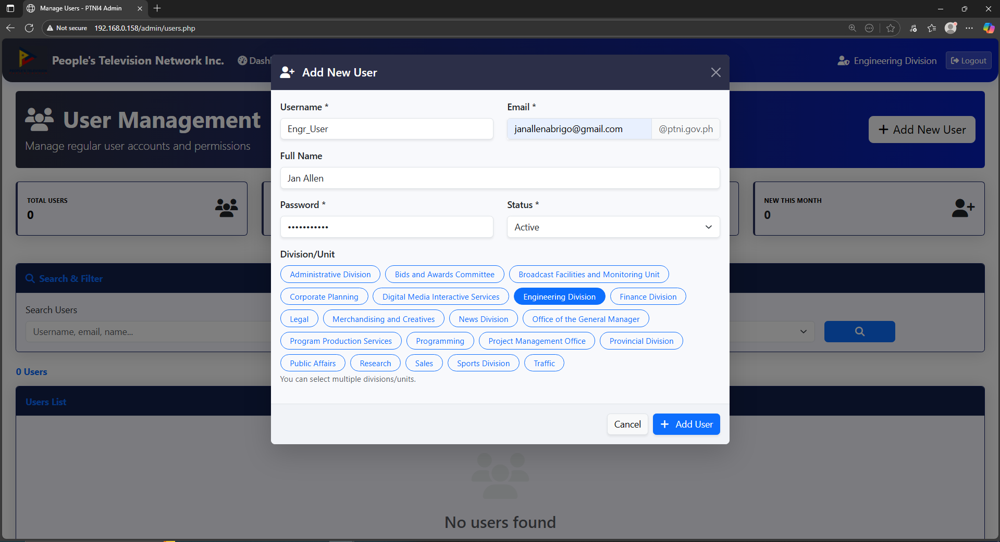 Manage Users - PTNI4 Admin
Not secure 192.168.0.158/admin/users.php
People's Television Network Inc.
Dashl
Engineering Division
Logout
User Management
Manage regular user accounts and permissions
Add New User
TOTAL USERS
0
NEW THIS MONTH
0
Search & Filter
Search Users
Username, email, name...
0 Users
Users List
No users found
Add New User
Username *
Email *
Engr_User
janallenabrigo@gmail.com @ptni.gov.ph
Full Name
Jan Allen
Password *
Status *
•••••••••••
Active
Division/Unit
Administrative Division Bids and Awards Committee Broadcast Facilities and Monitoring Unit
Corporate Planning Digital Media Interactive Services Engineering Division Finance Division
Legal Merchandising and Creatives News Division Office of the General Manager
Program Production Services Programming Project Management Office Provincial Division
Public Affairs Research Sales Sports Division Traffic
You can select multiple divisions/units.
Cancel
Add User